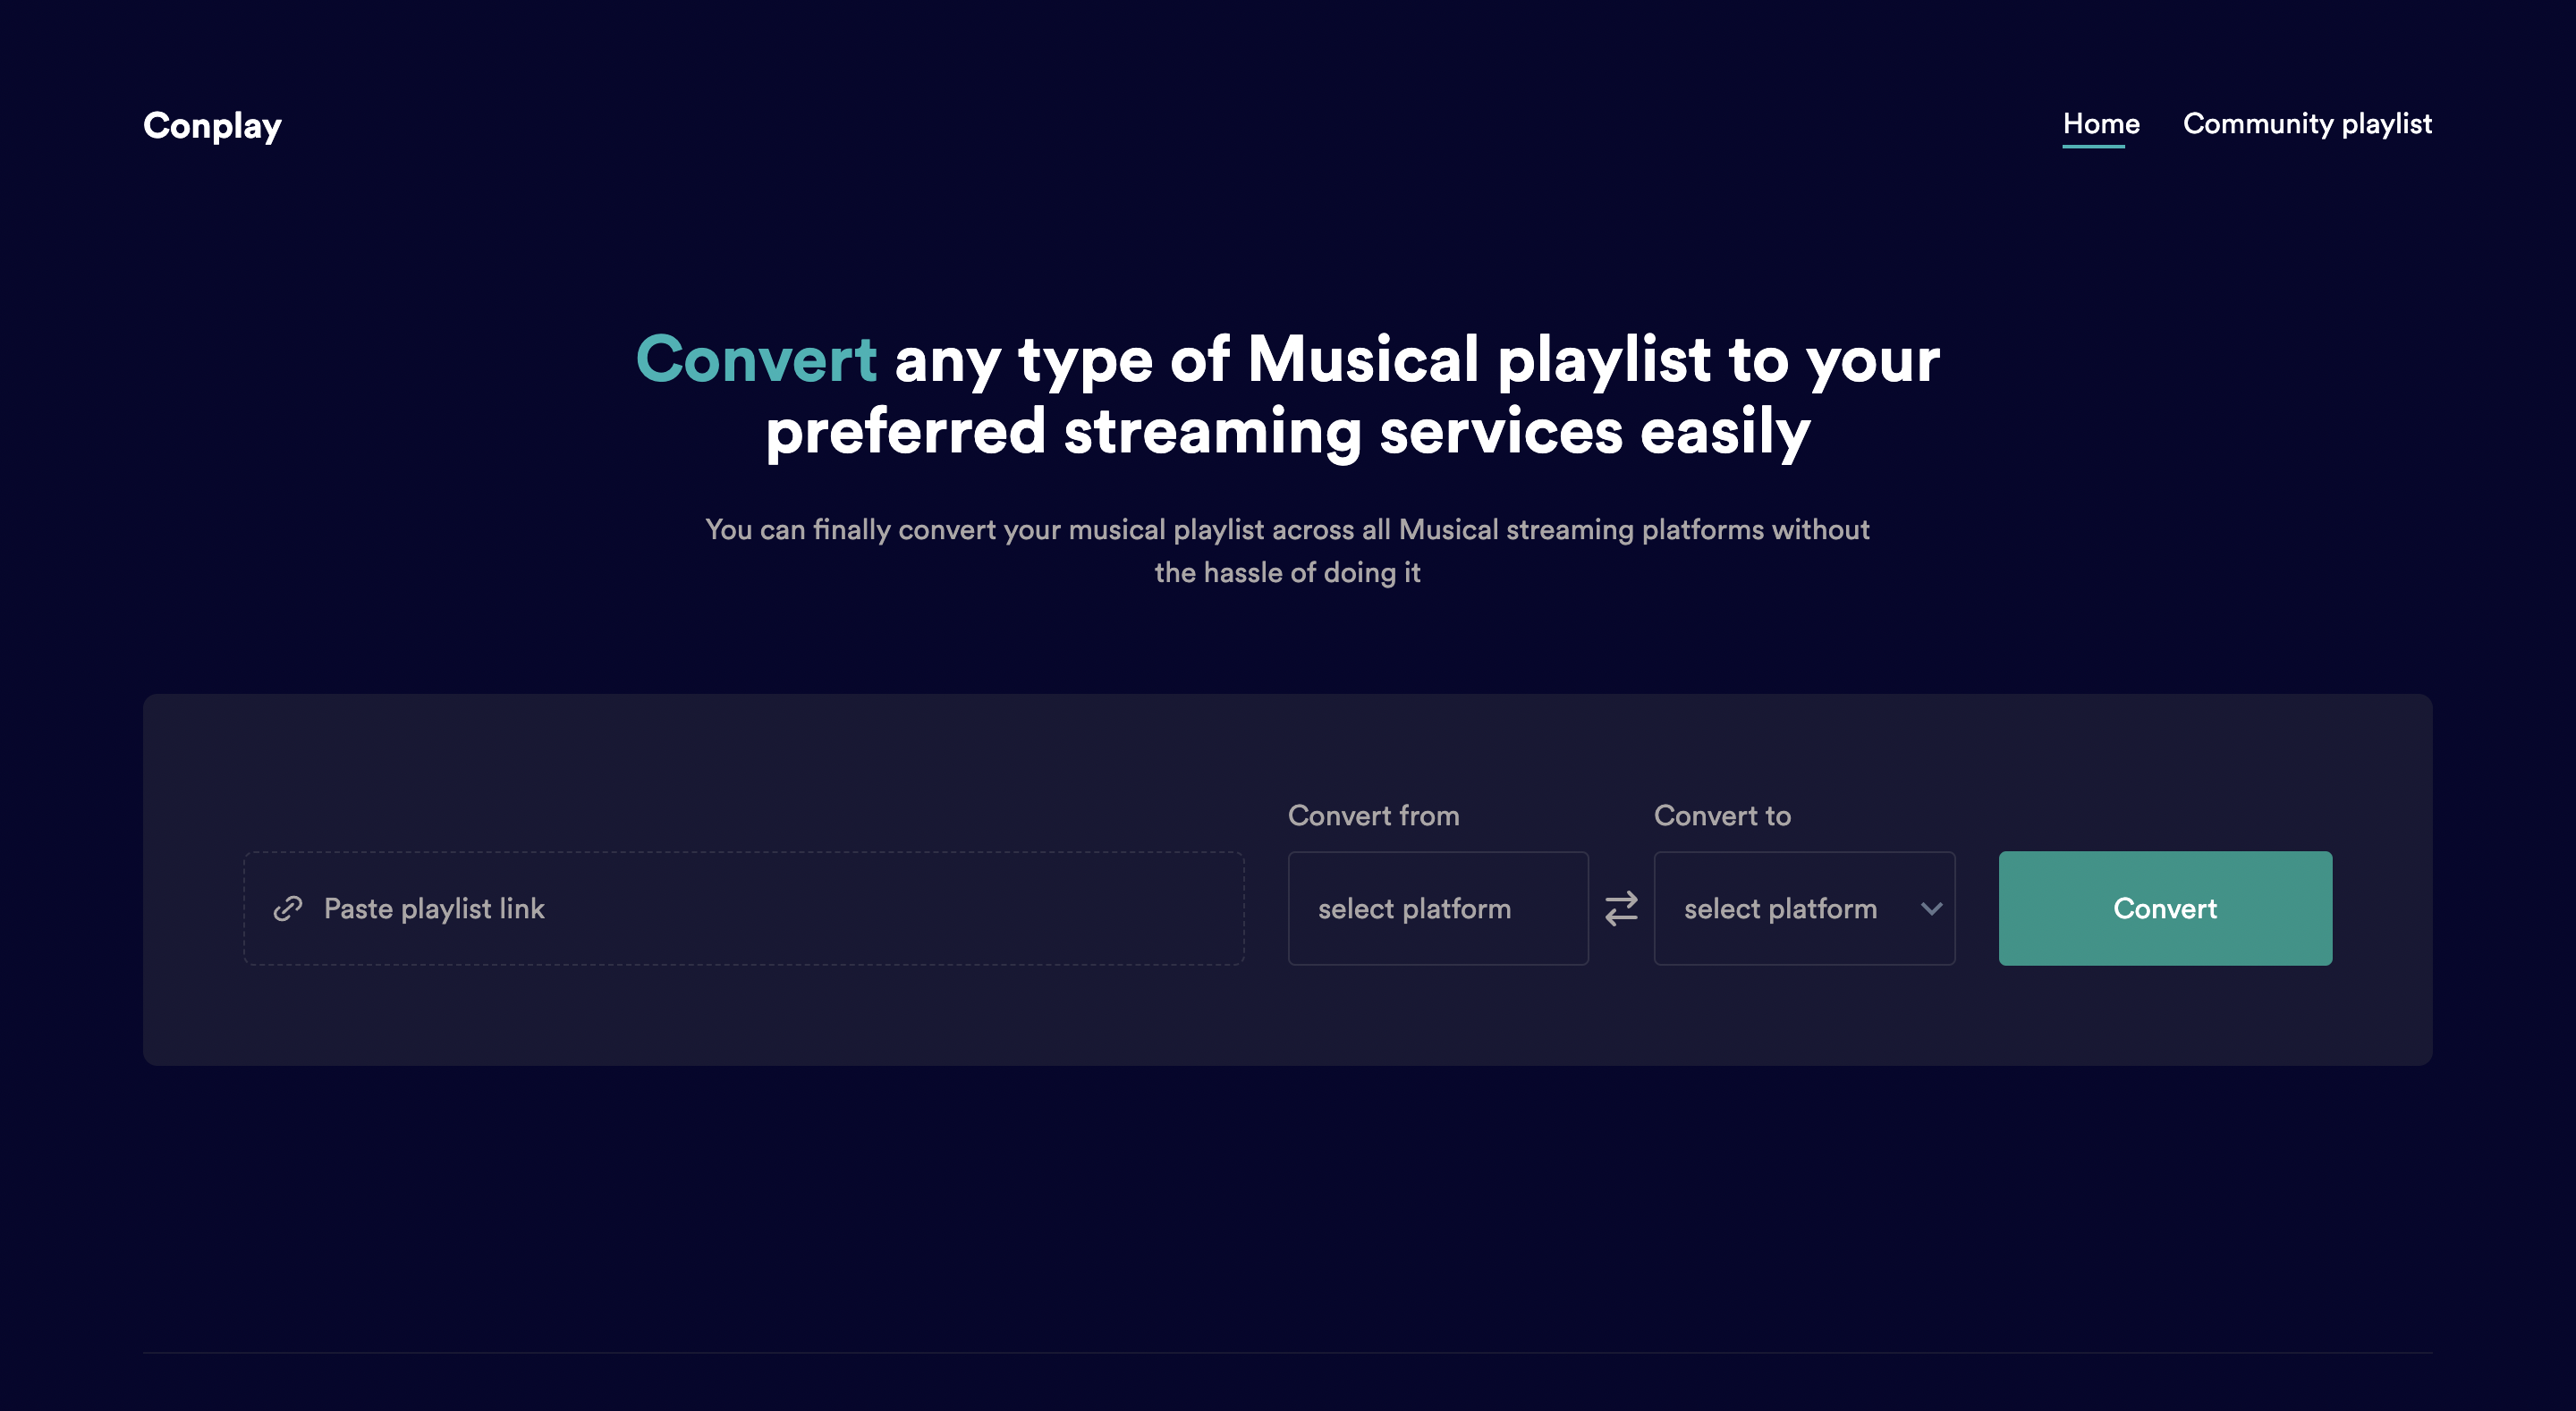 Conplay
Home
Community playlist
Convert any type of Musical playlist to your
preferred streaming services easily
You can finally convert your musical playlist across all Musical streaming platforms without
the hassle of doing it
Convert from
Convert to
Paste playlist link
select platform
select platform
Convert